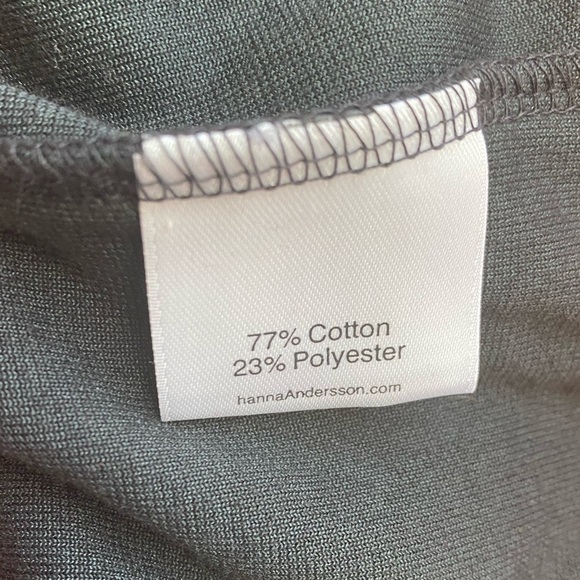 77% Cotton
23% Polyester
hannaAndersson.com